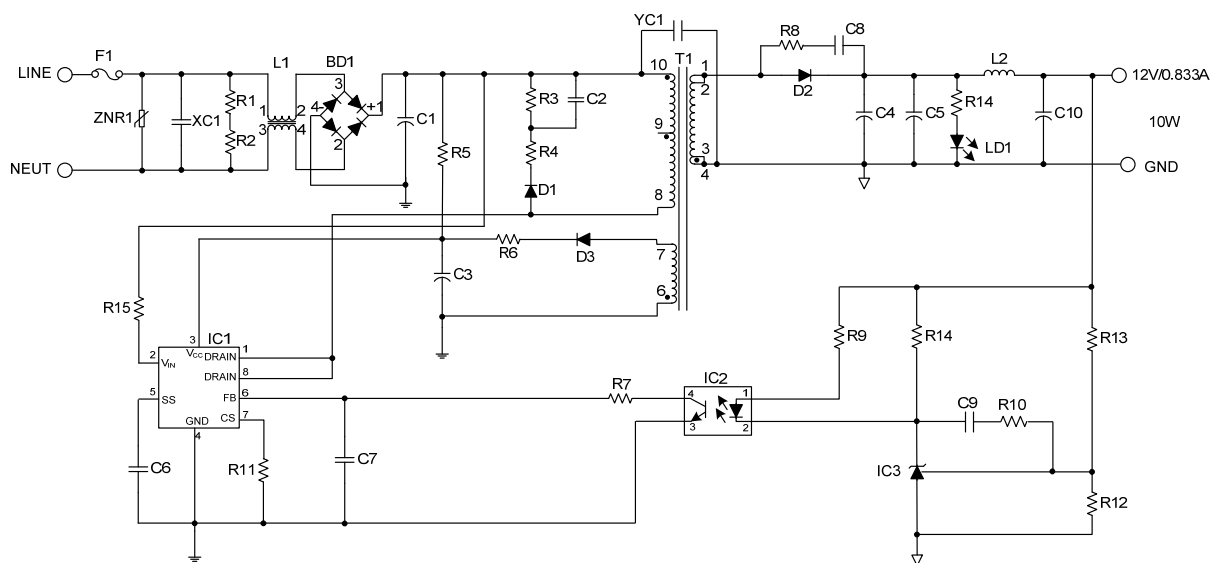 YC1
F1
R8
C8
T1
LINE
L1
BD1
10
1
L2
12V/0.833A
3
2
D2
R1
1
2
4-
+1
R3
C2
R14
ZNR1
XC1
C1
C4
C5
C10
10W
R2
3
4
9
R5
R4
2
3
LD1
NEUT
4
GND
D1
8
R6
D3
7
C3
6
R15
IC1
3
R9
R14
R13
VCC
DRAIN
1
2
VIN
DRAIN
8
R7
IC2
5
SS
FB
6
4
1
C9
R10
CS
7
GND
3
2
4
C6
R11
C7
IC3
R12